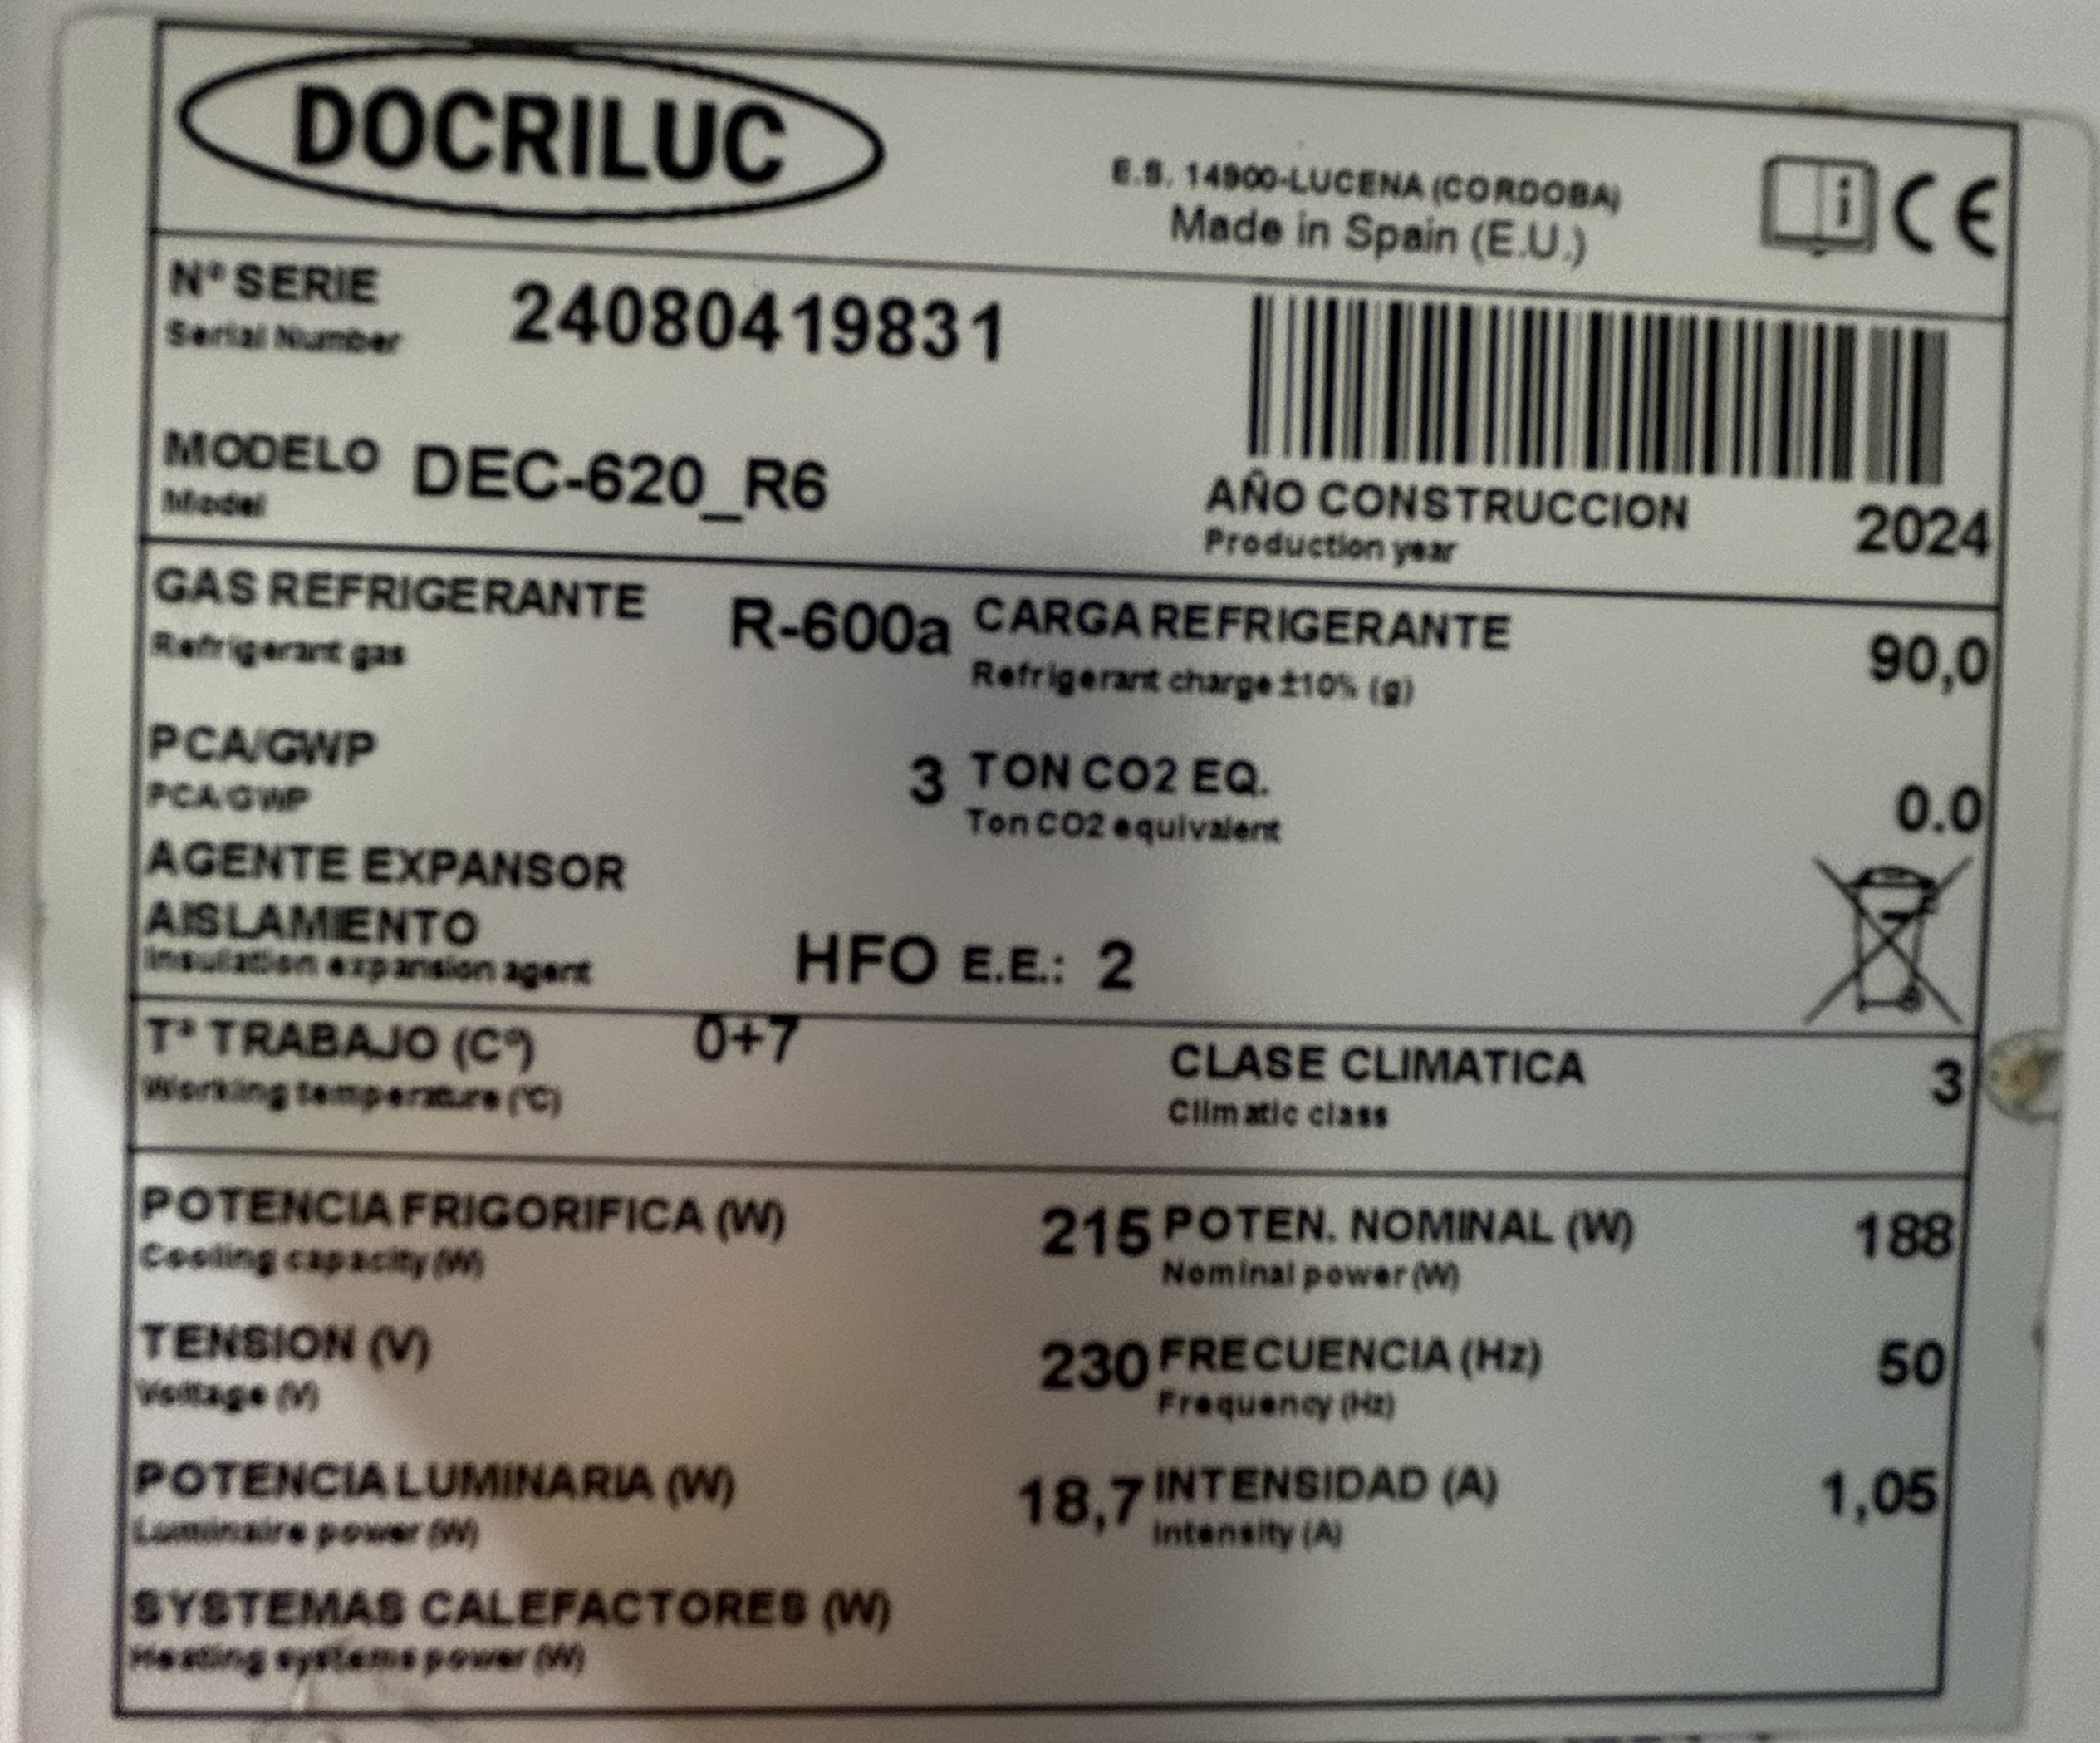 DOCRILUC
E.S. 14900-LUCENA (CORDOBA)
Made in Spain (E.U.)
i CE
Nº SERIE 24080419831
Serial Number
MODELO DEC-620_R6
Model
AÑO CONSTRUCCION 2024
Production year
GAS REFRIGERANTE R-600a CARGA REFRIGERANTE 90,0
Refrigerant gas Refrigerant charge ±10% (g)
PCA/GWP 3 TON CO2 EQ. 0.0
PCA/GWP Ton CO2 equivalent
AGENTE EXPANSOR
AISLAMIENTO HFO E.E.: 2
Insulation expansion agent
Tª TRABAJO (Cº) 0+7 CLASE CLIMATICA 3
Working temperature (ºC) Climatic class
POTENCIA FRIGORIFICA (W) 215 POTEN. NOMINAL (W) 188
Cooling capacity (W) Nominal power (W)
TENSION (V) 230 FRECUENCIA (Hz) 50
Voltage (V) Frequency (Hz)
POTENCIA LUMINARIA (W) 18,7 INTENSIDAD (A) 1,05
Luminaire power (W) Intensity (A)
SYSTEMAS CALEFACTORES (W)
Heating systems power (W)